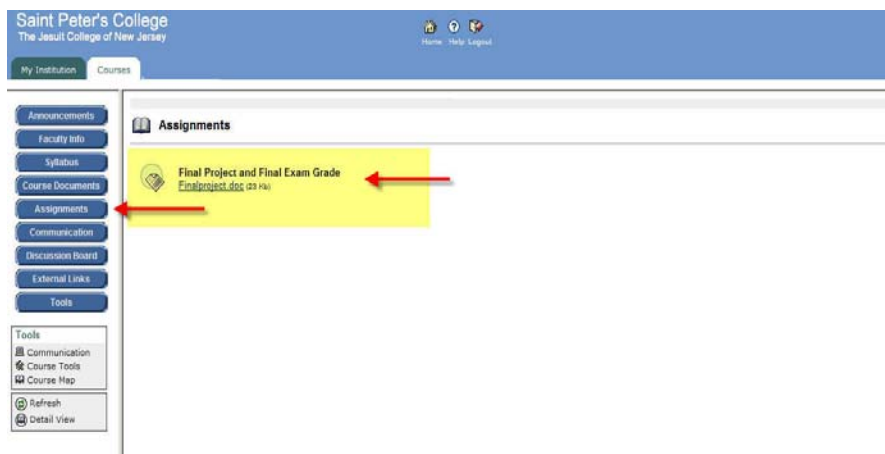 Saint Peter's College
The Jesuit College of New Jersey
Home Help Logout
My Institution Courses
Announcements
Faculty Info
Syllabus
Course Documents
Assignments
Communication
Discussion Board
External Links
Tools
Tools
Communication
Course Tools
Course Map
Refresh
Detail View
Assignments
Final Project and Final Exam Grade
Finalproject.doc (23 Kb)